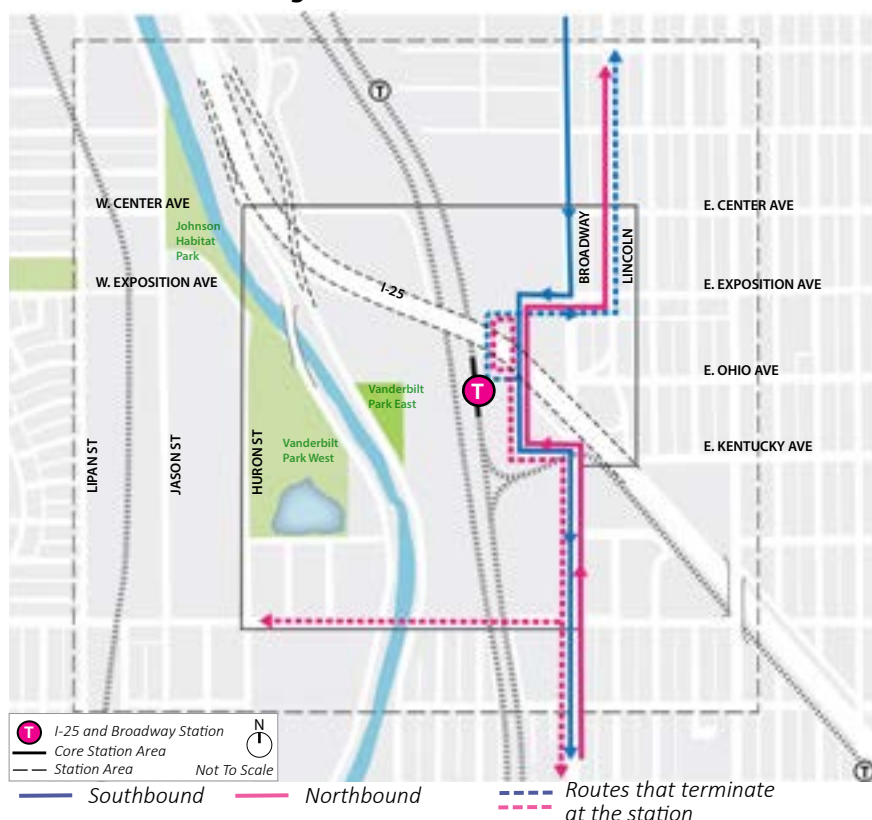 T
W. CENTER AVE
E. CENTER AVE
Johnson
Habitat
Park
BROADWAY
LINCOLN
W. EXPOSITION AVE
E. EXPOSITION AVE
I-25
T
E. OHIO AVE
Vanderbilt
Park East
LIPAN ST
JASON ST
HURON ST
Vanderbilt
Park West
E. KENTUCKY AVE
T
I-25 and Broadway Station
N
Core Station Area
Station Area
Not To Scale
T
Southbound
Northbound
Routes that terminate
at the station